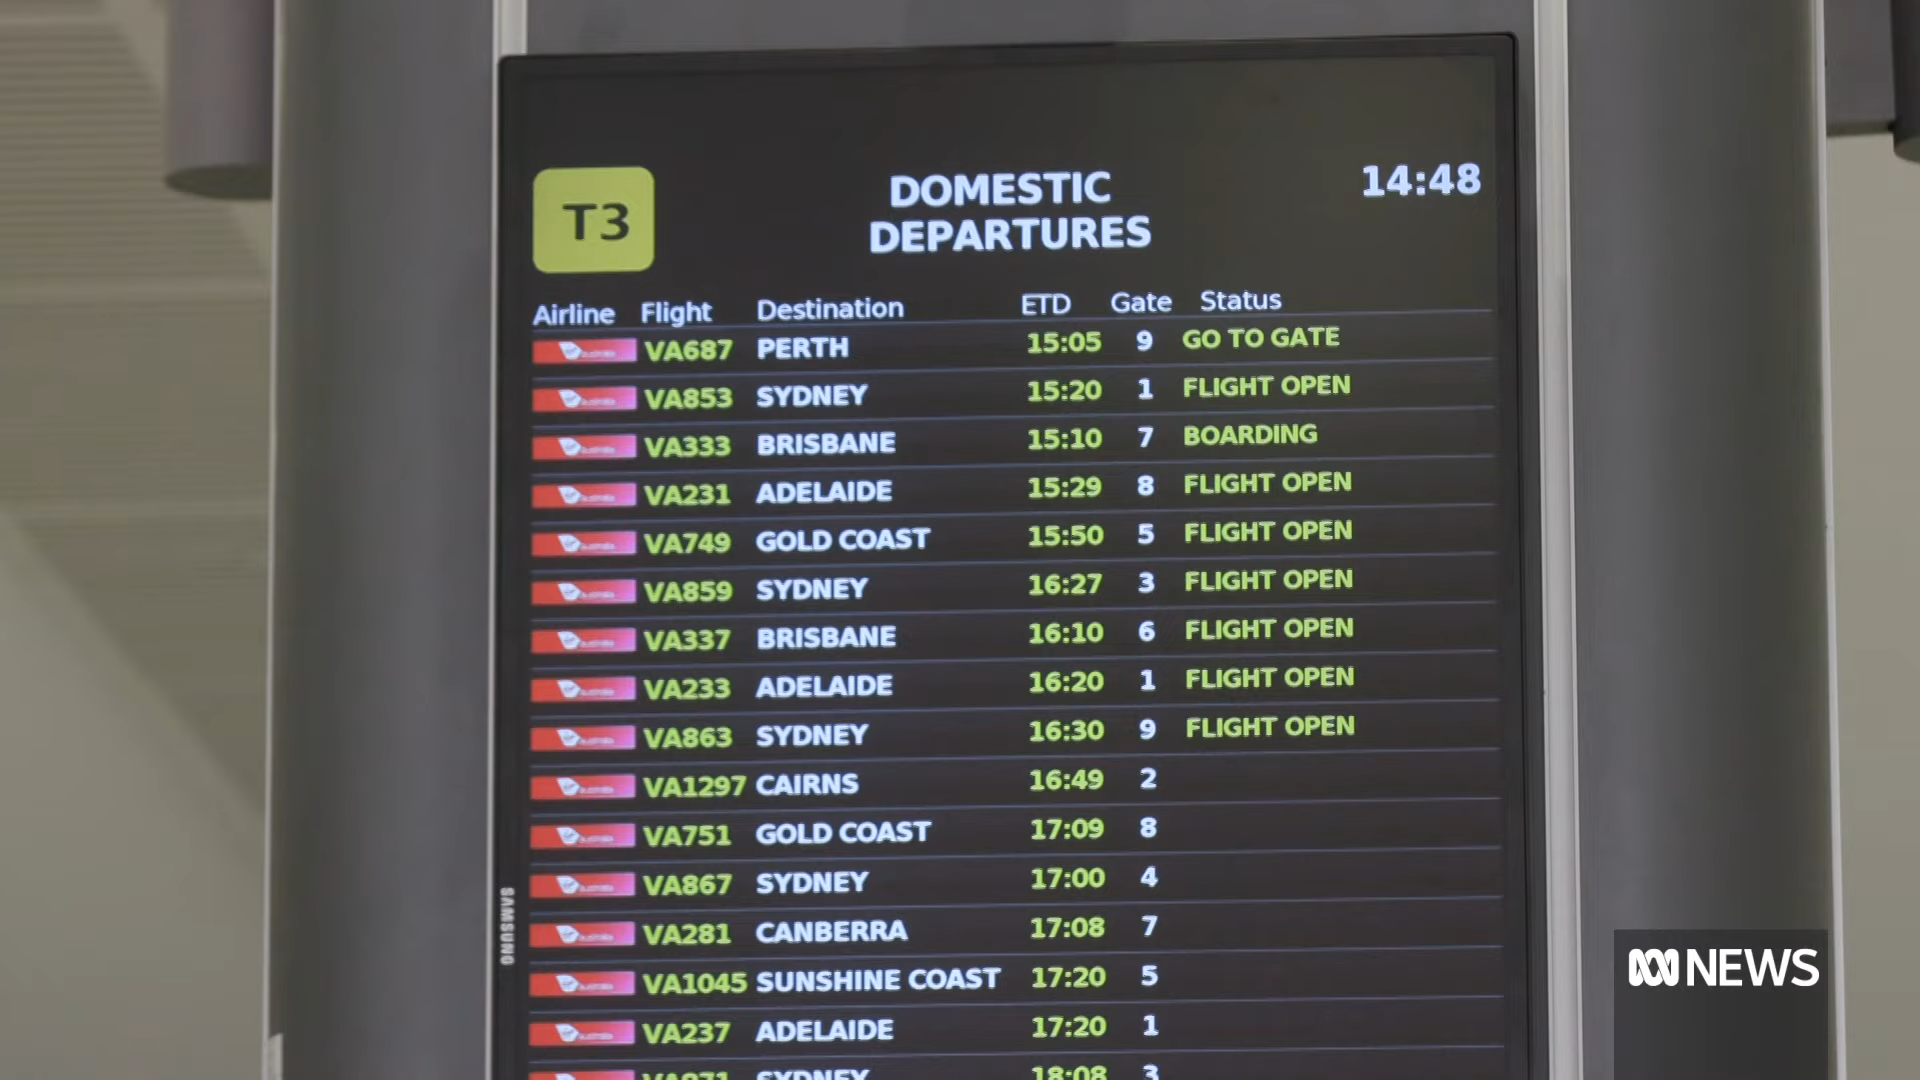 T3
DOMESTIC
DEPARTURES
14:48
Airline Flight Destination ETD Gate Status
VA687 PERTH 15:05 9 GO TO GATE
VA853 SYDNEY 15:20 1 FLIGHT OPEN
VA333 BRISBANE 15:10 7 BOARDING
VA231 ADELAIDE 15:29 8 FLIGHT OPEN
VA749 GOLD COAST 15:50 5 FLIGHT OPEN
VA859 SYDNEY 16:27 3 FLIGHT OPEN
VA337 BRISBANE 16:10 6 FLIGHT OPEN
VA233 ADELAIDE 16:20 1 FLIGHT OPEN
VA863 SYDNEY 16:30 9 FLIGHT OPEN
VA1297 CAIRNS 16:49 2
VA751 GOLD COAST 17:09 8
VA867 SYDNEY 17:00 4
VA281 CANBERRA 17:08 7
VA1045 SUNSHINE COAST 17:20 5
VA237 ADELAIDE 17:20 1
VA871 SYDNEY 18:08 3
SAMSUNG
NEWS